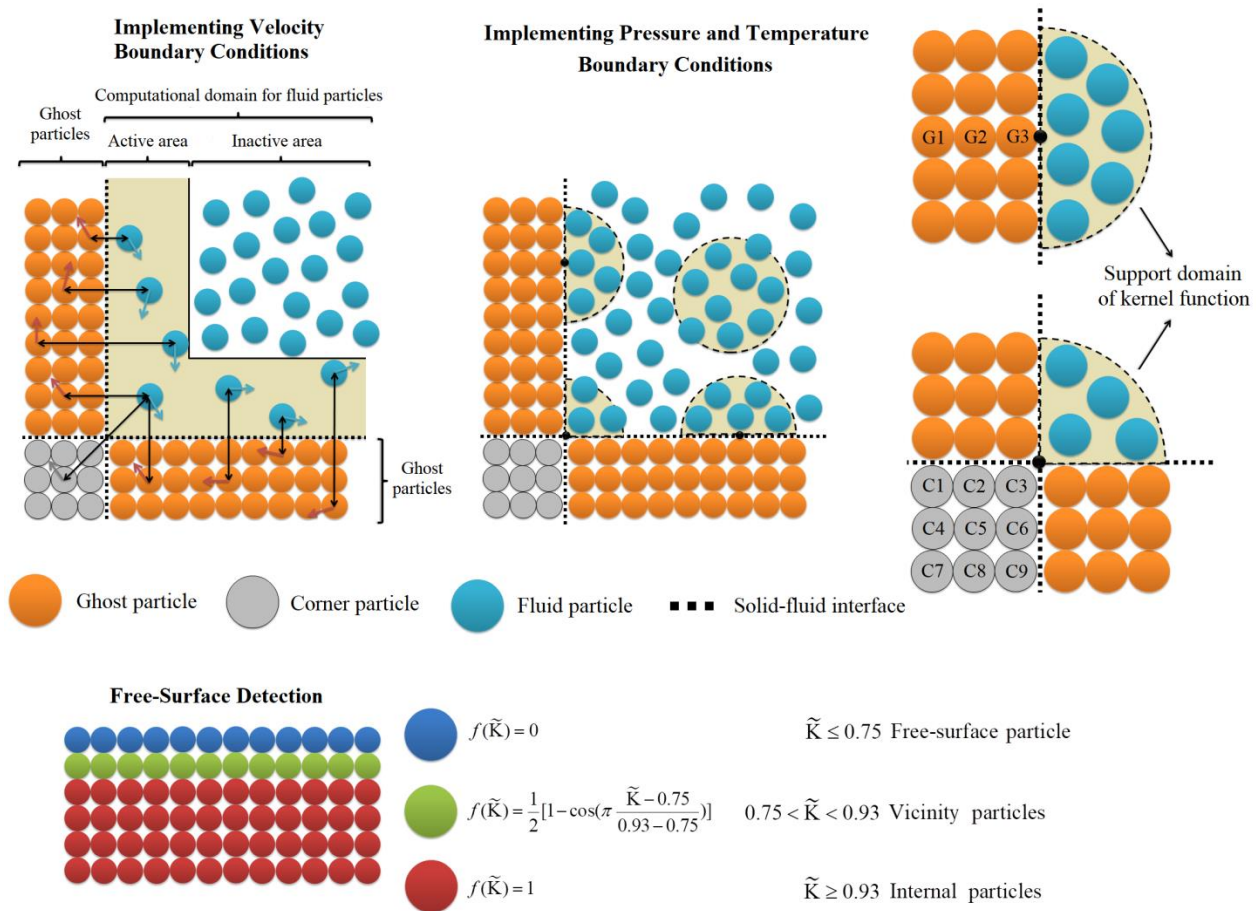 Implementing Velocity
Boundary Conditions
Computational domain for fluid particles
Ghost
particles
Active area
Inactive area
Ghost
particles
Implementing Pressure and Temperature
Boundary Conditions
G1 G2 G3
Support domain
of kernel function
C1 C2 C3
C4 C5 C6
C7 C8 C9
Ghost particle
Corner particle
Fluid particle
Solid-fluid interface
Free-Surface Detection
f(K̃) = 0
K̃ ≤ 0.75 Free-surface particle
f(K̃) = 1/2[1−cos(π (K̃−0.75)/(0.93−0.75))]
0.75 < K̃ < 0.93 Vicinity particles
f(K̃) = 1
K̃ ≥ 0.93 Internal particles